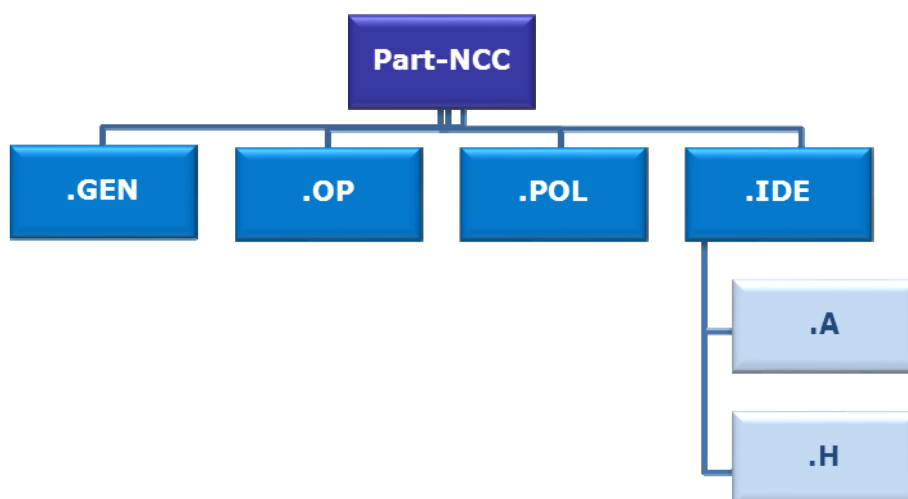 Part-NCC
.GEN
.OP
.POL
.IDE
.A
.H